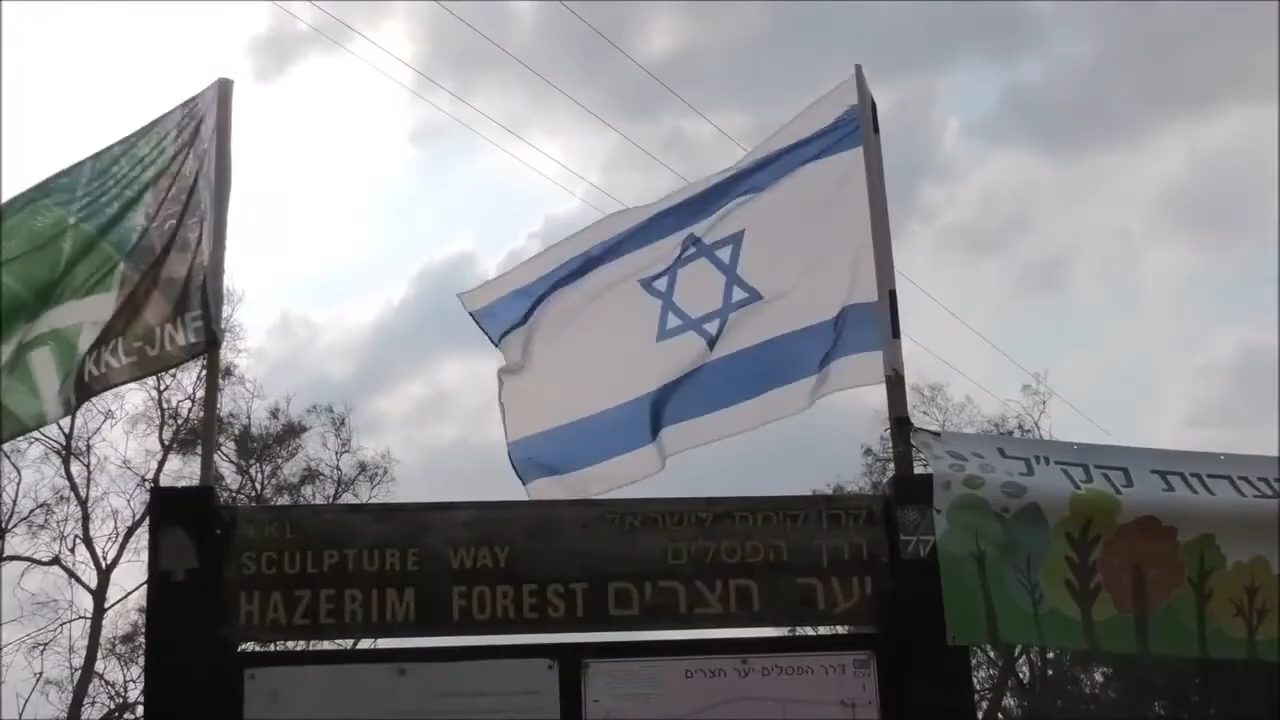 KKL-JNF
KKL
קרן קימת לישראל
SCULPTURE WAY
דרך הפסלים
HAZERIM FOREST
יער חצרים
קק"ל
דרך הפסלים-יער חצרים